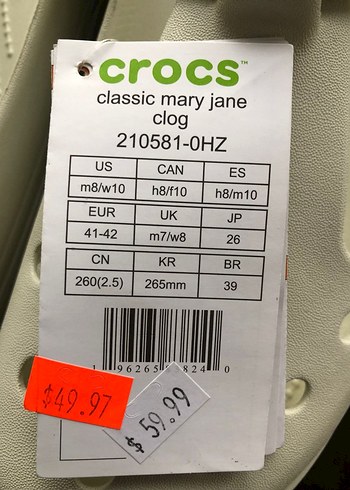 crocs™
classic mary jane
clog
210581-0HZ
US CAN ES
m8/w10 h8/f10 h8/m10
EUR UK JP
41-42 m7/w8 26
CN KR BR
260(2.5) 265mm 39
$49.97
$59.99